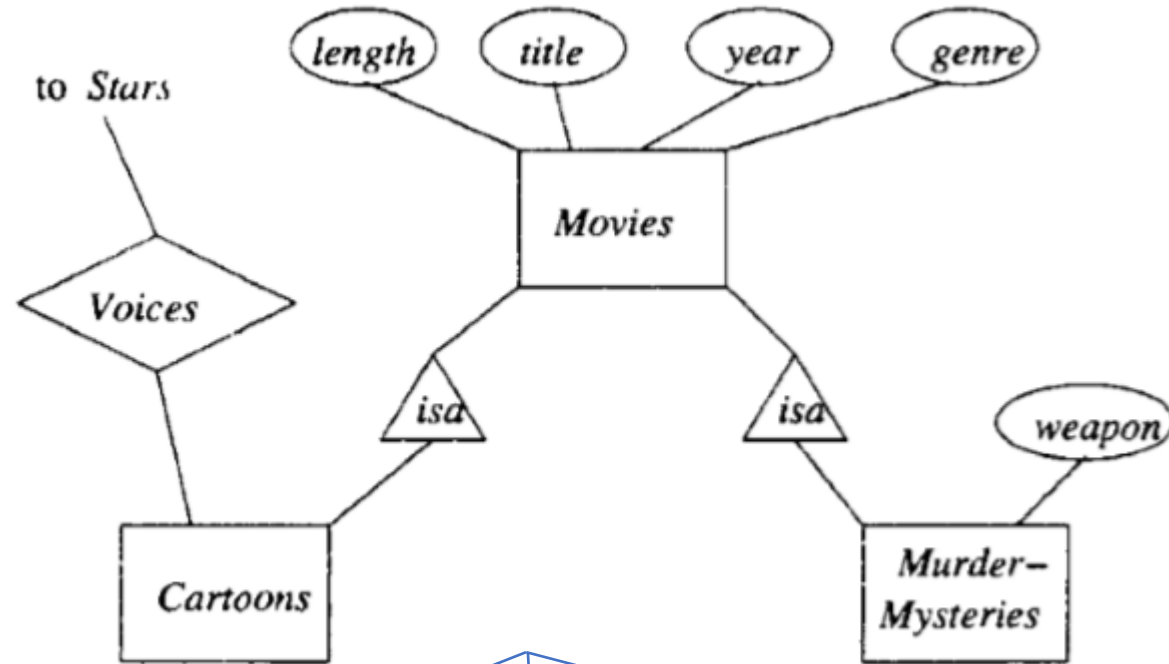 length
title
year
genre
to Stars
Movies
Voices
isa
isa
weapon
Cartoons
Murder-
Mysteries